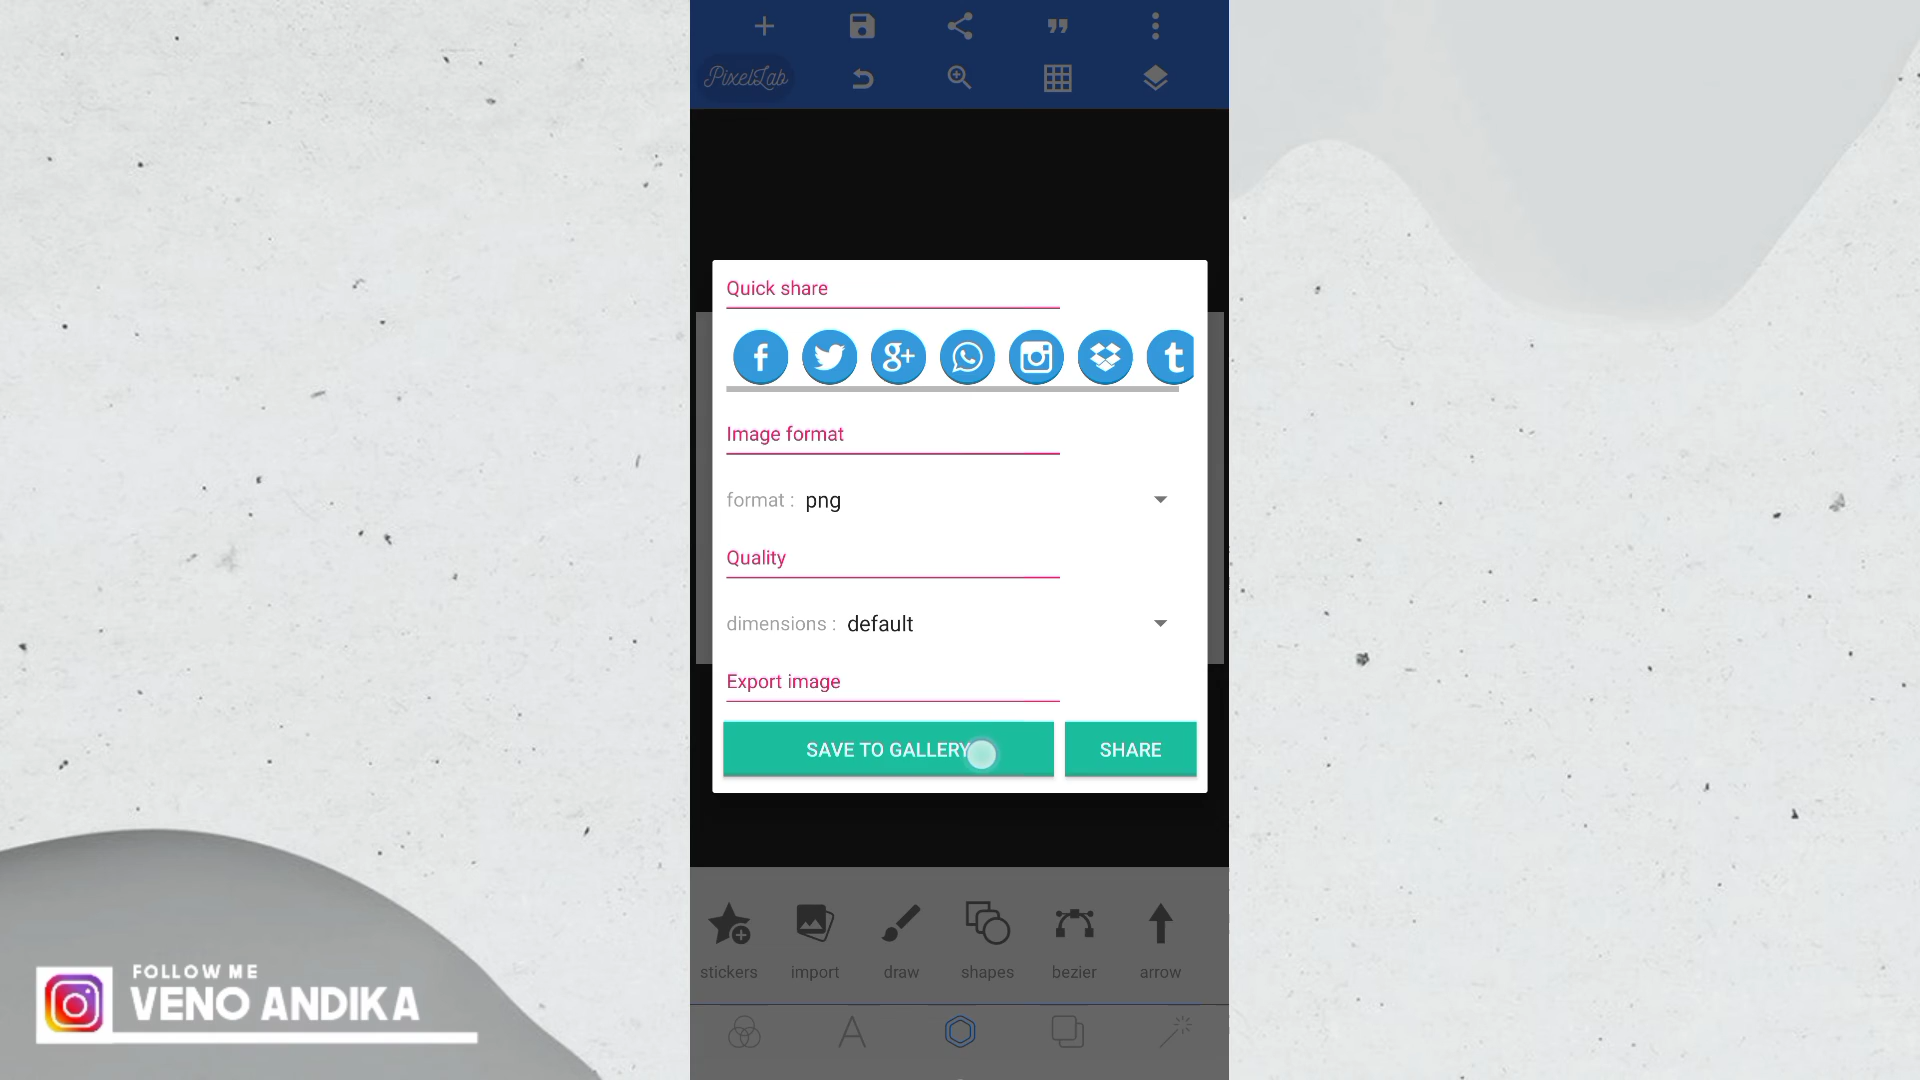 PixelLab
Quick share
Image format
format : png
Quality
dimensions : default
Export image
SAVE TO GALLERY
SHARE
stickers
import
draw
shapes
bezier
arrow
FOLLOW ME
VENO ANDIKA